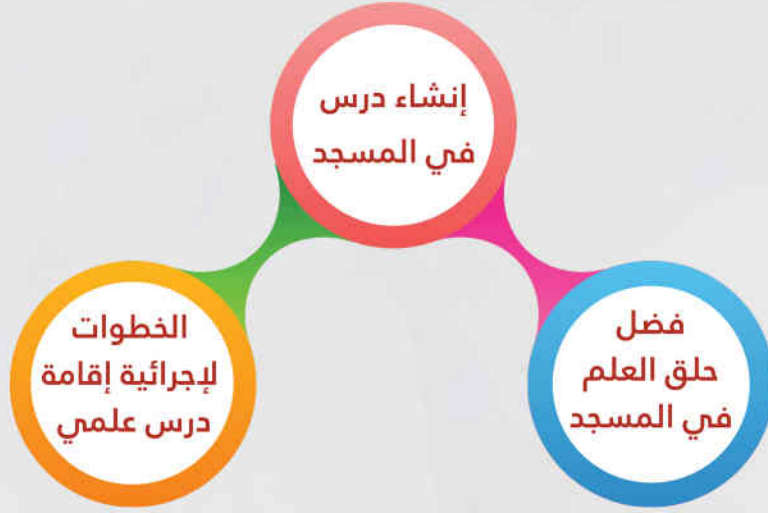 إنشاء درس
في المسجد
فضل
حلق العلم
في المسجد
الخطوات
لإجرائية إقامة
درس علمي